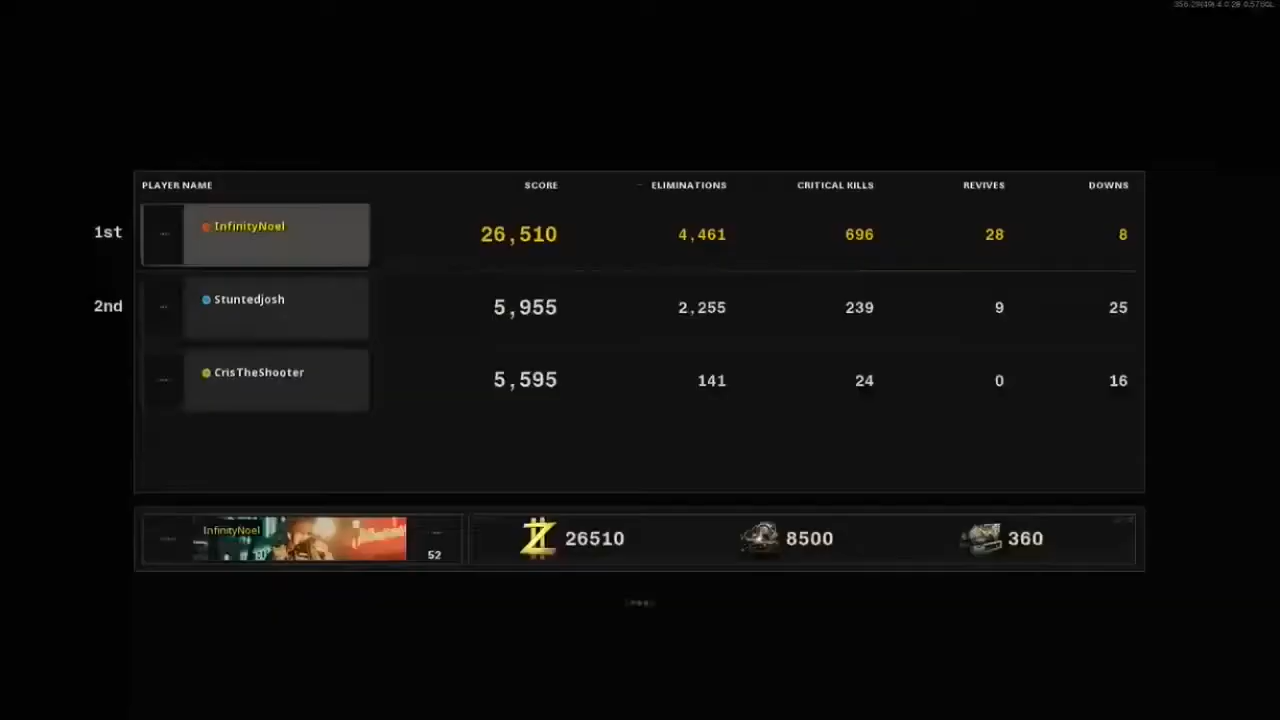 PLAYER NAME SCORE ELIMINATIONS CRITICAL KILLS REVIVES DOWNS
1st InfinityNoel 26,510 4,461 696 28 8
2nd Stuntedjosh 5,955 2,255 239 9 25
CrisTheShooter 5,595 141 24 0 16
InfinityNoel 52 26510 8500 360